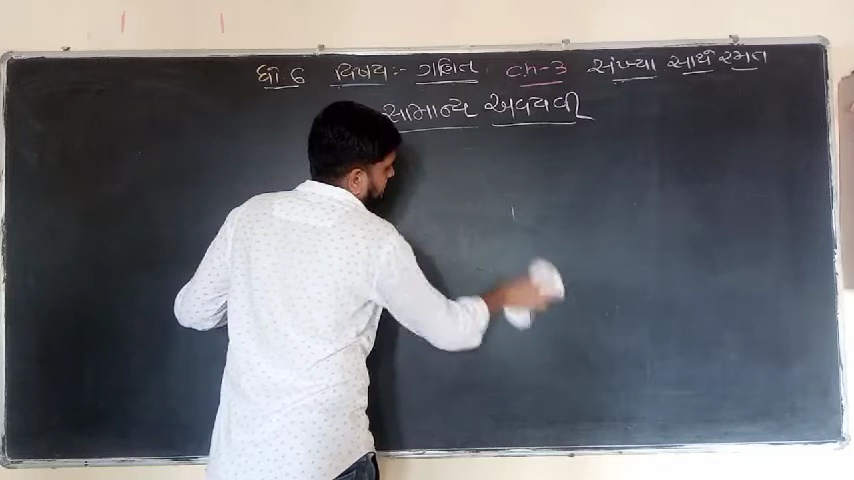 ધો 6 વિષય:- ગણિત ch-3 સંખ્યા સાથે રમત
સામાન્ય અવયવી